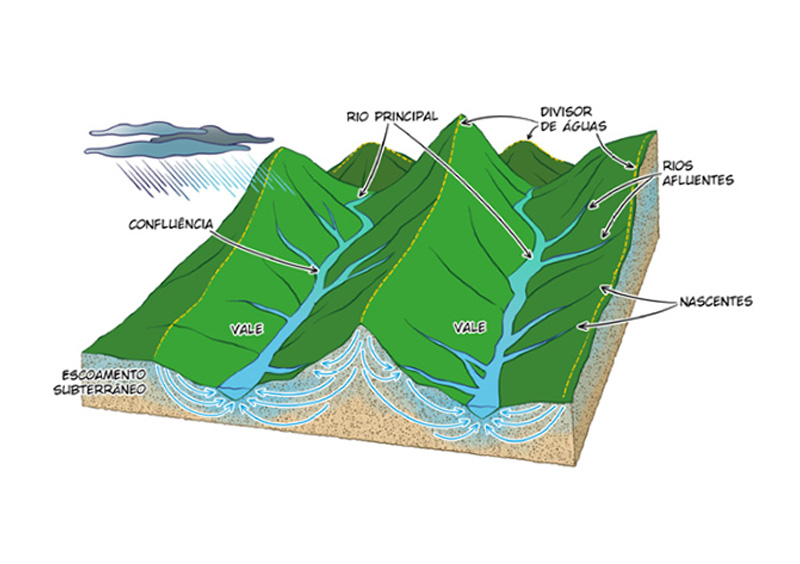 RIO PRINCIPAL
DIVISOR
DE ÁGUAS
RIOS
AFLUENTES
CONFLUÊNCIA
NASCENTES
VALE
VALE
ESCOAMENTO
SUBTERRÂNEO